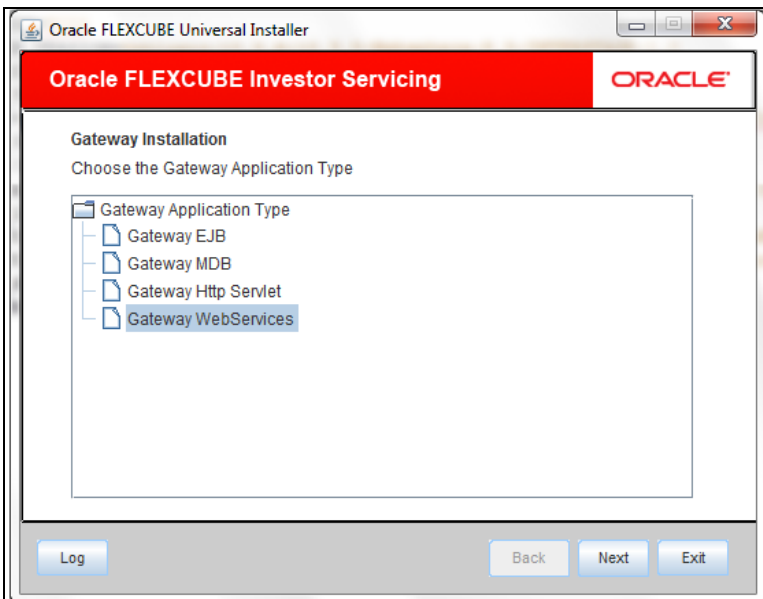 Oracle FLEXCUBE Universal Installer
Oracle FLEXCUBE Investor Servicing ORACLE
Gateway Installation
Choose the Gateway Application Type
Gateway Application Type
Gateway EJB
Gateway MDB
Gateway Http Servlet
Gateway WebServices
Log Back Next Exit